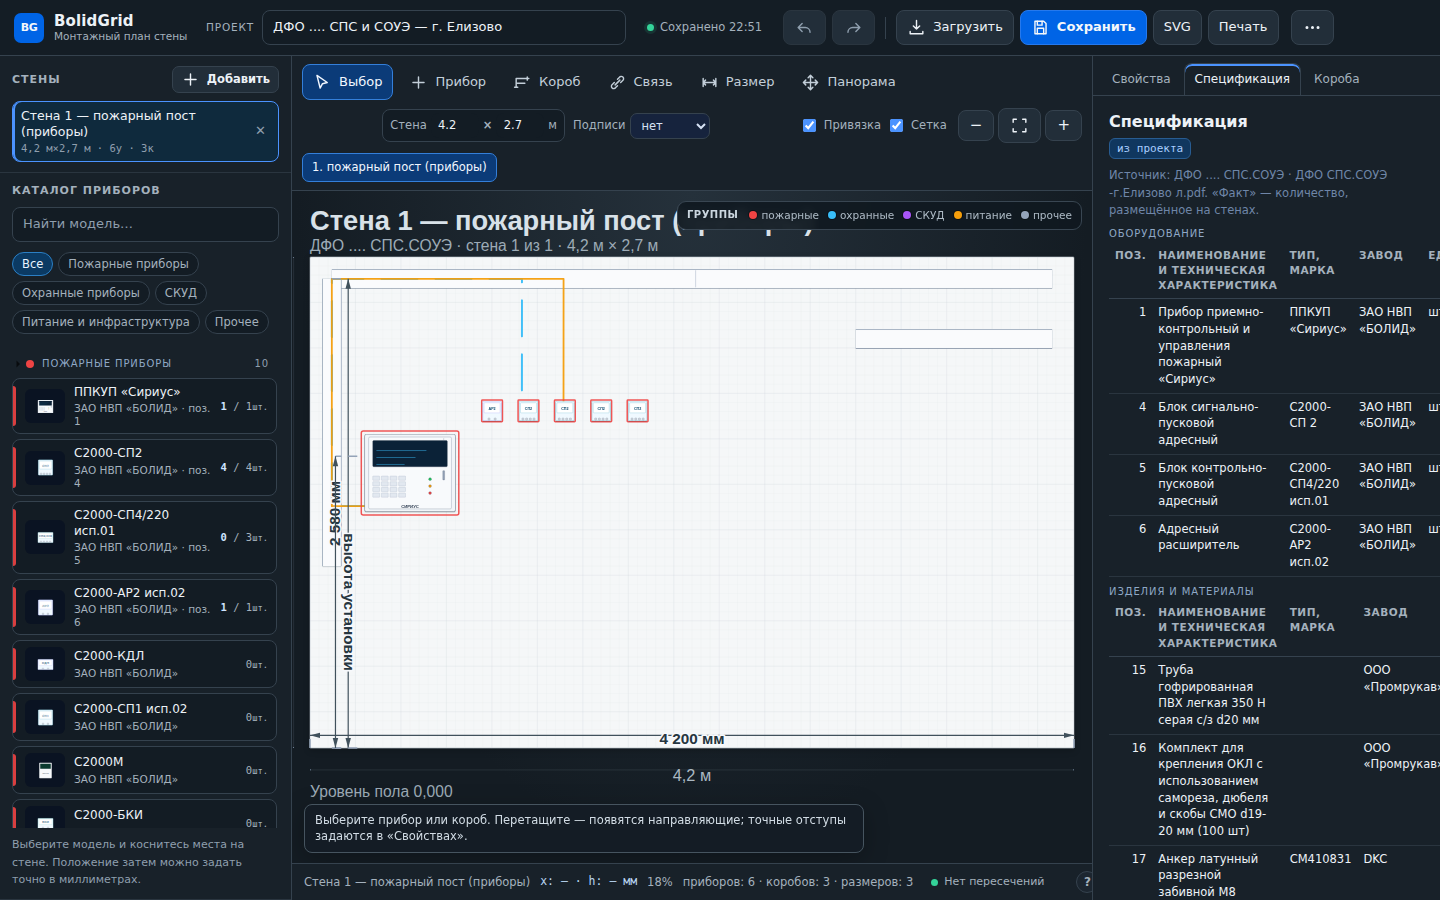 BG
BolidGrid
Монтажный план стены
ПРОЕКТ
ДФО .... СПС и СОУЭ — г. Елизово
Сохранено 22:51
Загрузить
Сохранить
SVG
Печать
СТЕНЫ
Добавить
Стена 1 — пожарный пост (приборы)
4,2 м×2,7 м · 6у · 3к
КАТАЛОГ ПРИБОРОВ
Найти модель…
Все
Пожарные приборы
Охранные приборы
СКУД
Питание и инфраструктура
Прочее
ПОЖАРНЫЕ ПРИБОРЫ 10
ППКУП «Сириус»
ЗАО НВП «БОЛИД» · поз. 1
1 / 1шт.
С2000-СП2
ЗАО НВП «БОЛИД» · поз. 4
4 / 4шт.
С2000-СП4/220 исп.01
ЗАО НВП «БОЛИД» · поз. 5
0 / 3шт.
С2000-АР2 исп.02
ЗАО НВП «БОЛИД» · поз. 6
1 / 1шт.
С2000-КДЛ
ЗАО НВП «БОЛИД»
0шт.
С2000-СП1 исп.02
ЗАО НВП «БОЛИД»
0шт.
С2000М
ЗАО НВП «БОЛИД»
0шт.
С2000-БКИ
0шт.
Выберите модель и коснитесь места на стене. Положение затем можно задать точно в миллиметрах.
Выбор
Прибор
Короб
Связь
Размер
Панорама
Стена 4.2 × 2.7 м
Подписи нет
Привязка
Сетка
−
+
1. пожарный пост (приборы)
Стена 1 — пожарный пост (
ГРУППЫ пожарные охранные СКУД питание прочее
ДФО .... СПС.СОУЭ · стена 1 из 1 · 4,2 м × 2,7 м
АР2
СП2
СП2
СП2
СП2
СИРИУС
2 580 мм
высота установки
4 200 мм
4,2 м
Уровень пола 0,000
Выберите прибор или короб. Перетащите — появятся направляющие; точные отступы задаются в «Свойствах».
Стена 1 — пожарный пост (приборы) x: — · h: — мм 18% приборов: 6 · коробов: 3 · размеров: 3 Нет пересечений ?
Свойства
Спецификация
Короба
Спецификация
из проекта
Источник: ДФО .... СПС.СОУЭ · ДФО СПС.СОУЭ
-г.Елизово л.pdf. «Факт» — количество,
размещённое на стенах.
ОБОРУДОВАНИЕ
ПОЗ. НАИМЕНОВАНИЕ И ТЕХНИЧЕСКАЯ ХАРАКТЕРИСТИКА ТИП, МАРКА ЗАВОД
1 Прибор приемно-контрольный и управления пожарный «Сириус» ППКУП «Сириус» ЗАО НВП «БОЛИД»
4 Блок сигнально-пусковой адресный С2000-СП 2 ЗАО НВП «БОЛИД»
5 Блок контрольно-пусковой адресный С2000-СП4/220 исп.01 ЗАО НВП «БОЛИД»
6 Адресный расширитель С2000-АР2 исп.02 ЗАО НВП «БОЛИД»
ИЗДЕЛИЯ И МАТЕРИАЛЫ
ПОЗ. НАИМЕНОВАНИЕ И ТЕХНИЧЕСКАЯ ХАРАКТЕРИСТИКА ТИП, МАРКА ЗАВОД
15 Труба гофрированная ПВХ легкая 350 Н серая с/з d20 мм ООО «Промрукав»
16 Комплект для крепления ОКЛ с использованием самореза, дюбеля и скобы СМО d19-20 мм (100 шт) ООО «Промрукав»
17 Анкер латунный разрезной забивной М8 CM410831 DKC